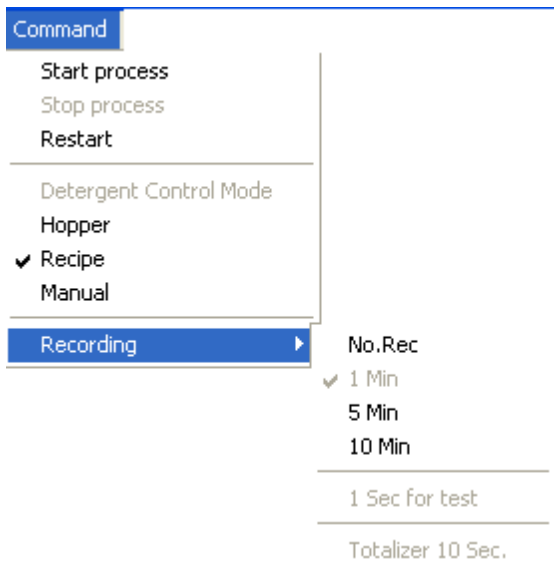 Command
Start process
Stop process
Restart
Detergent Control Mode
Hopper
Recipe
Manual
Recording
No.Rec
1 Min
5 Min
10 Min
1 Sec for test
Totalizer 10 Sec.